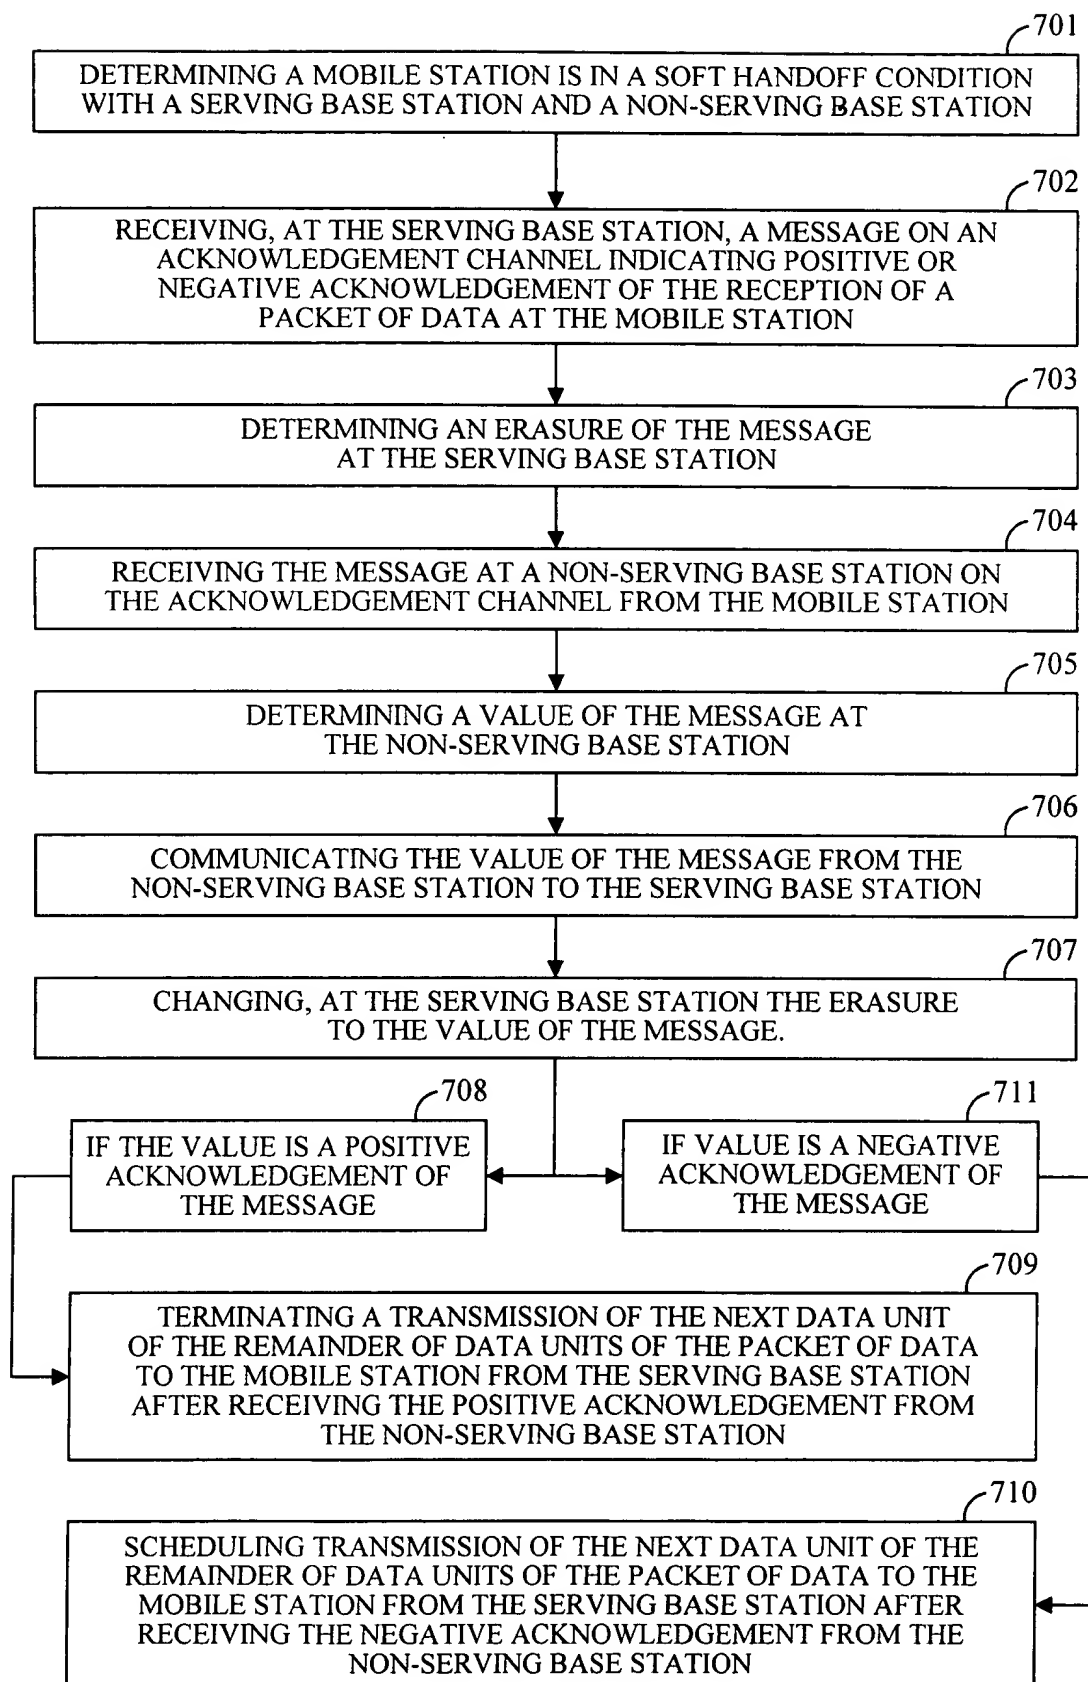 701
DETERMINING A MOBILE STATION IS IN A SOFT HANDOFF CONDITION
WITH A SERVING BASE STATION AND A NON-SERVING BASE STATION
702
RECEIVING, AT THE SERVING BASE STATION, A MESSAGE ON AN
ACKNOWLEDGEMENT CHANNEL INDICATING POSITIVE OR
NEGATIVE ACKNOWLEDGEMENT OF THE RECEPTION OF A
PACKET OF DATA AT THE MOBILE STATION
703
DETERMINING AN ERASURE OF THE MESSAGE
AT THE SERVING BASE STATION
704
RECEIVING THE MESSAGE AT A NON-SERVING BASE STATION ON
THE ACKNOWLEDGEMENT CHANNEL FROM THE MOBILE STATION
705
DETERMINING A VALUE OF THE MESSAGE AT
THE NON-SERVING BASE STATION
706
COMMUNICATING THE VALUE OF THE MESSAGE FROM THE
NON-SERVING BASE STATION TO THE SERVING BASE STATION
707
CHANGING, AT THE SERVING BASE STATION THE ERASURE
TO THE VALUE OF THE MESSAGE.
708
IF THE VALUE IS A POSITIVE
ACKNOWLEDGEMENT OF
THE MESSAGE
711
IF VALUE IS A NEGATIVE
ACKNOWLEDGEMENT OF
THE MESSAGE
709
TERMINATING A TRANSMISSION OF THE NEXT DATA UNIT
OF THE REMAINDER OF DATA UNITS OF THE PACKET OF DATA
TO THE MOBILE STATION FROM THE SERVING BASE STATION
AFTER RECEIVING THE POSITIVE ACKNOWLEDGEMENT FROM
THE NON-SERVING BASE STATION
710
SCHEDULING TRANSMISSION OF THE NEXT DATA UNIT OF THE
REMAINDER OF DATA UNITS OF THE PACKET OF DATA TO THE
MOBILE STATION FROM THE SERVING BASE STATION AFTER
RECEIVING THE NEGATIVE ACKNOWLEDGEMENT FROM THE
NON-SERVING BASE STATION